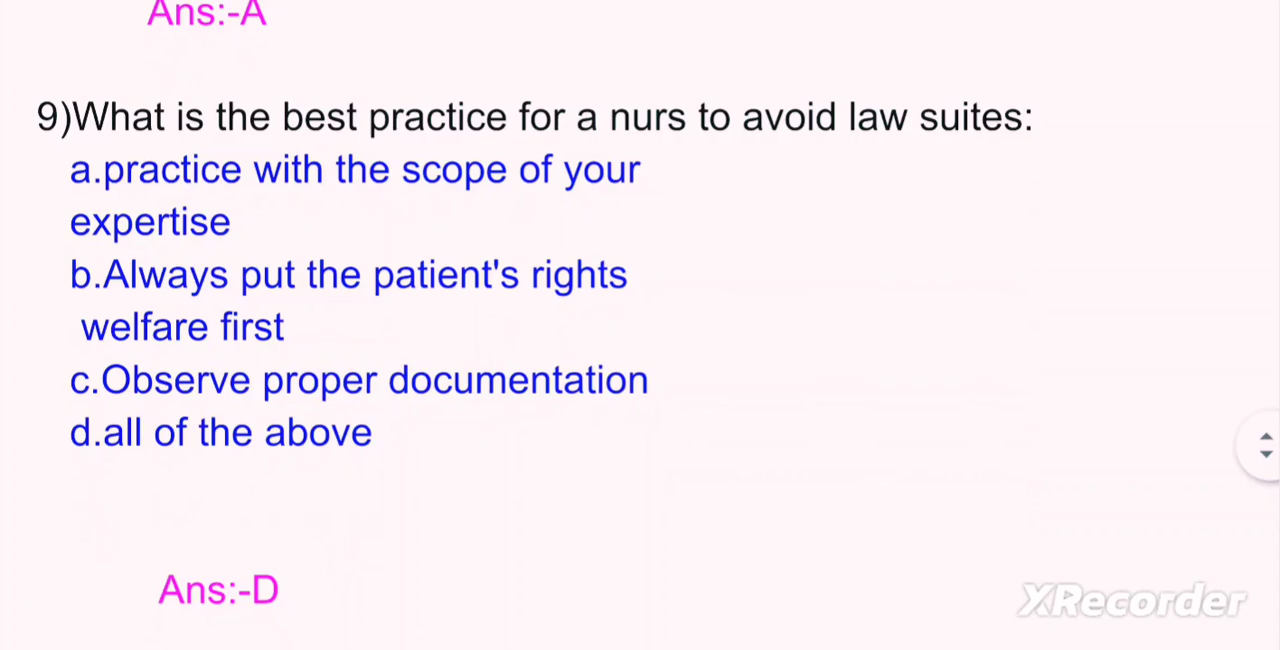 Ans:-A
9)What is the best practice for a nurs to avoid law suites:
a.practice with the scope of your
expertise
b.Always put the patient's rights
welfare first
c.Observe proper documentation
d.all of the above
Ans:-D
XRecorder